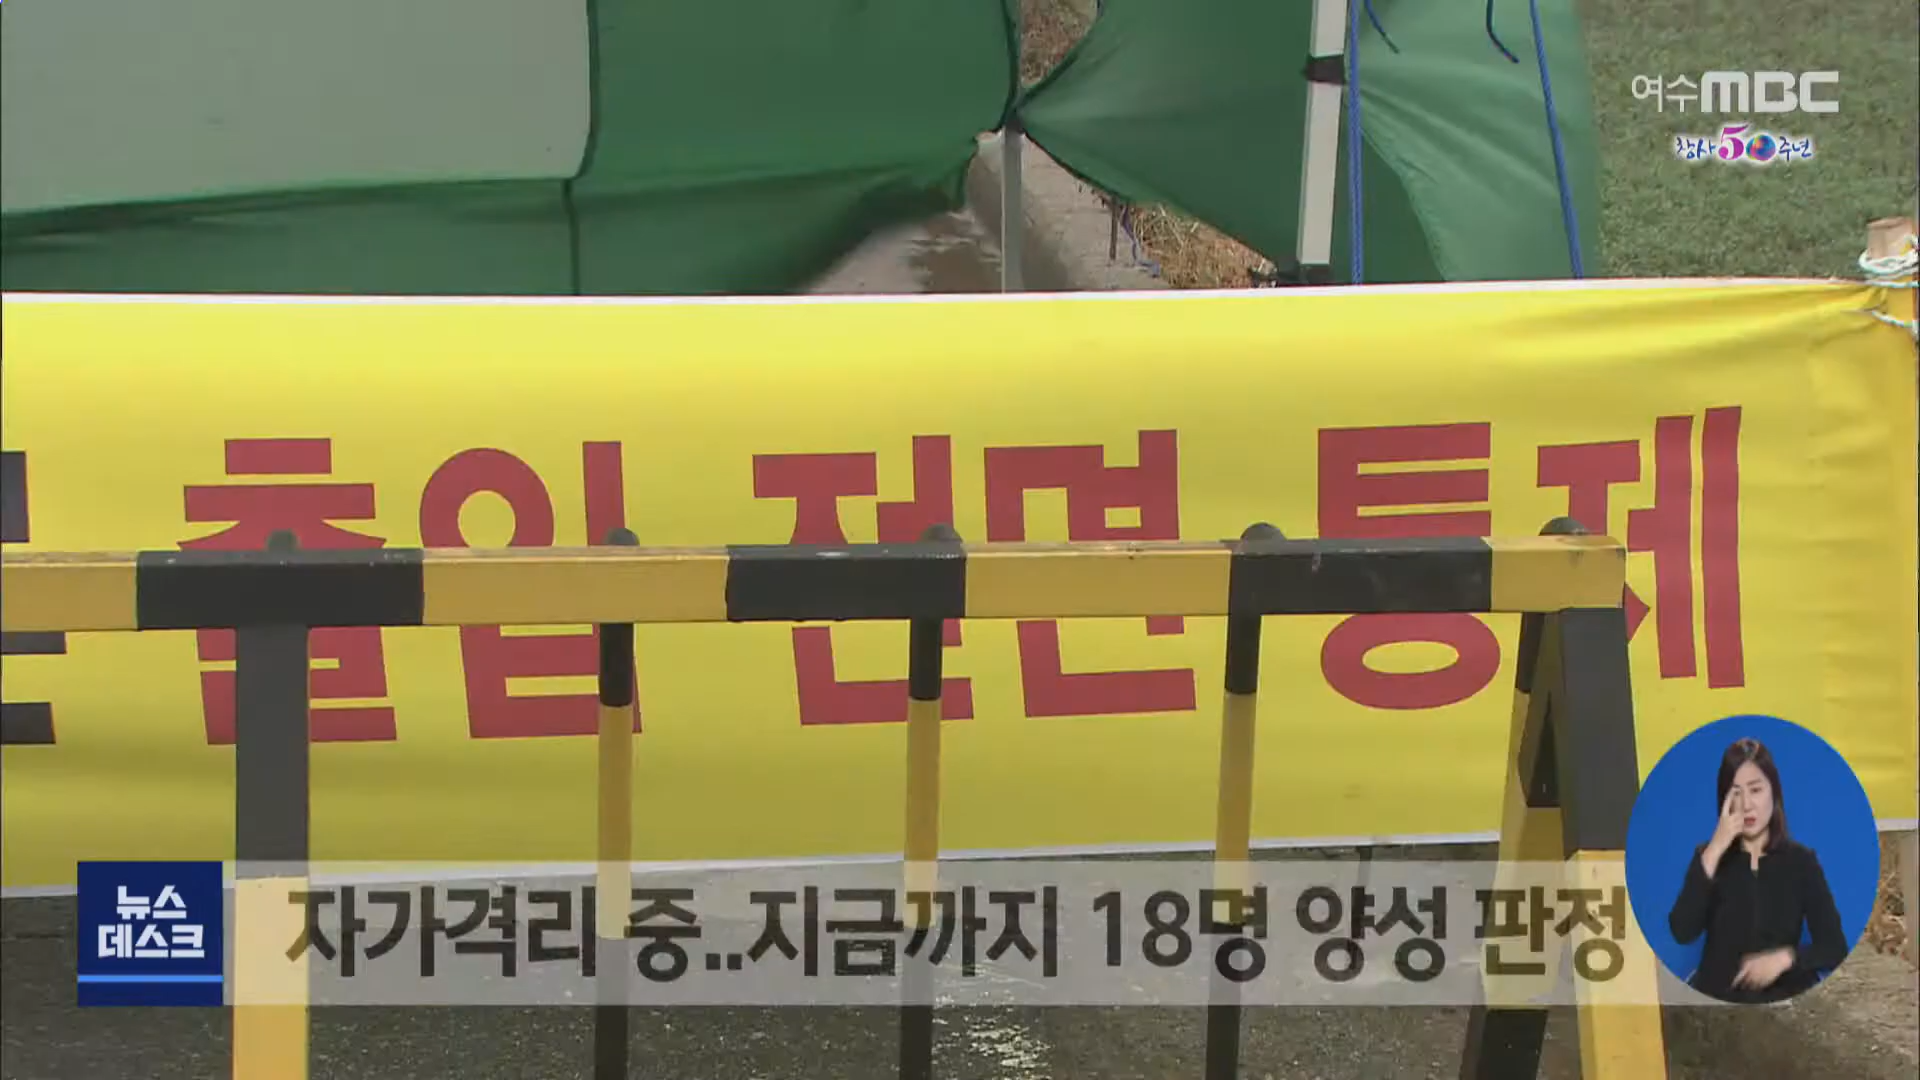 여수MBC
창사50주년
출입 전면 통제
뉴스
데스크
자가격리 중..지금까지 18명 양성 판정